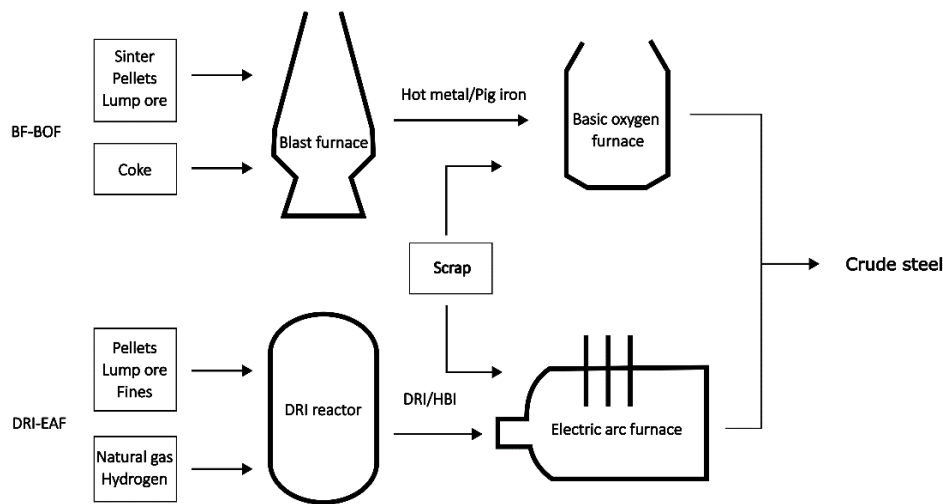 Sinter
Pellets
Lump ore
BF-BOF
Coke
Blast furnace
Hot metal/Pig iron
Basic oxygen
furnace
Scrap
Crude steel
Pellets
Lump ore
Fines
DRI-EAF
Natural gas
Hydrogen
DRI reactor
DRI/HBI
Electric arc furnace